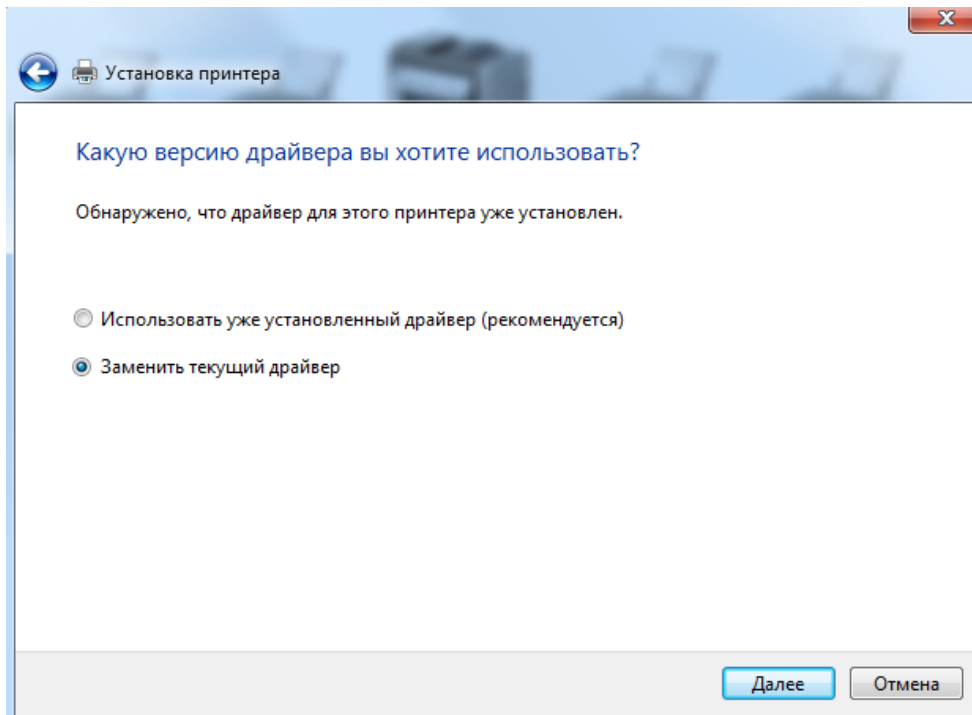 Установка принтера
Какую версию драйвера вы хотите использовать?
Обнаружено, что драйвер для этого принтера уже установлен.
Использовать уже установленный драйвер (рекомендуется)
Заменить текущий драйвер
Далее
Отмена